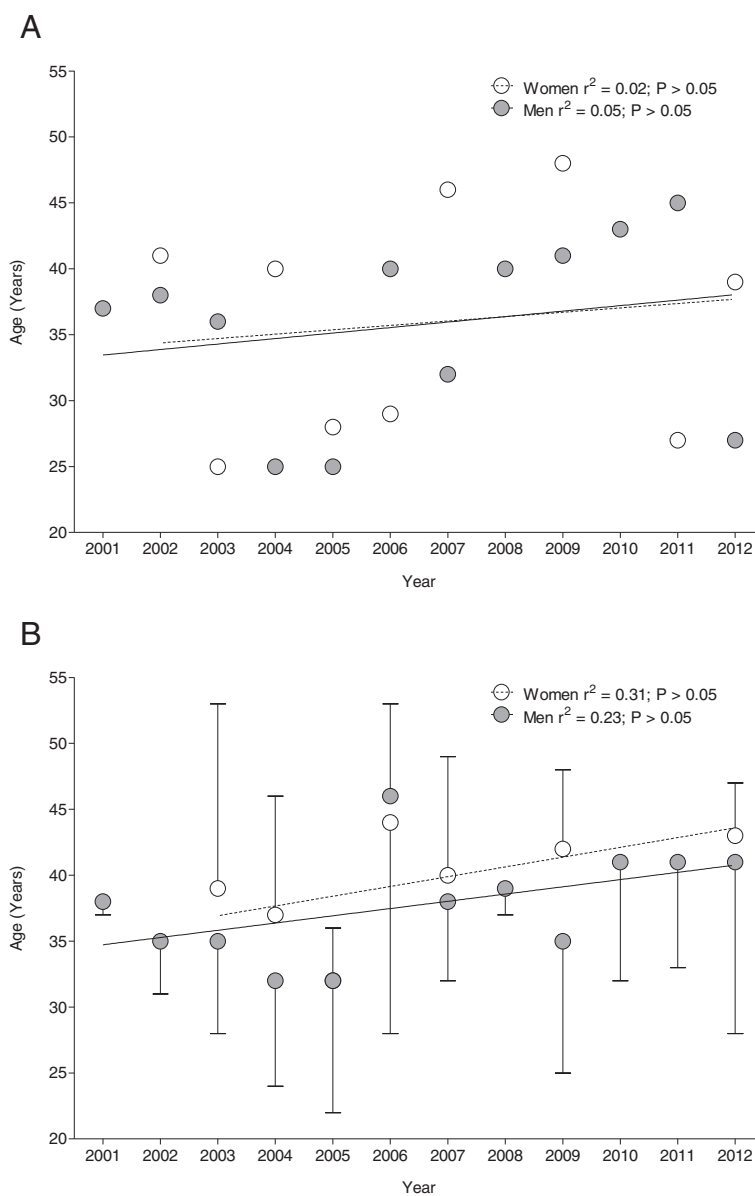 A
55
50
45
40
35
30
25
20
Age (Years)
Women r² = 0.02; P > 0.05
Men r² = 0.05; P > 0.05
2001 2002 2003 2004 2005 2006 2007 2008 2009 2010 2011 2012
Year
B
55
50
45
40
35
30
25
20
Age (Years)
Women r² = 0.31; P > 0.05
Men r² = 0.23; P > 0.05
2001 2002 2003 2004 2005 2006 2007 2008 2009 2010 2011 2012
Year